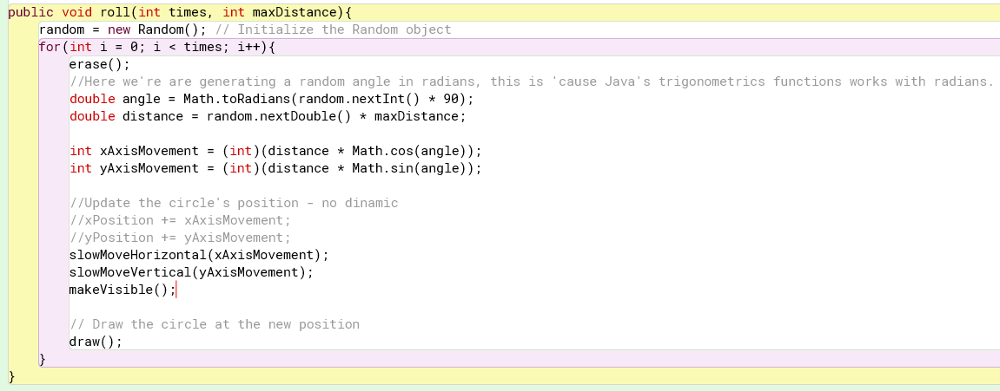 public void roll(int times, int maxDistance){
random = new Random(); // Initialize the Random object
for(int i = 0; i < times; i++){
erase();
//Here we're are generating a random angle in radians, this is 'cause Java's trigonometrics functions works with radians.
double angle = Math.toRadians(random.nextInt() * 90);
double distance = random.nextDouble() * maxDistance;
int xAxisMovement = (int)(distance * Math.cos(angle));
int yAxisMovement = (int)(distance * Math.sin(angle));
//Update the circle's position - no dinamic
//xPosition += xAxisMovement;
//yPosition += yAxisMovement;
slowMoveHorizontal(xAxisMovement);
slowMoveVertical(yAxisMovement);
makeVisible();
// Draw the circle at the new position
draw();
}
}